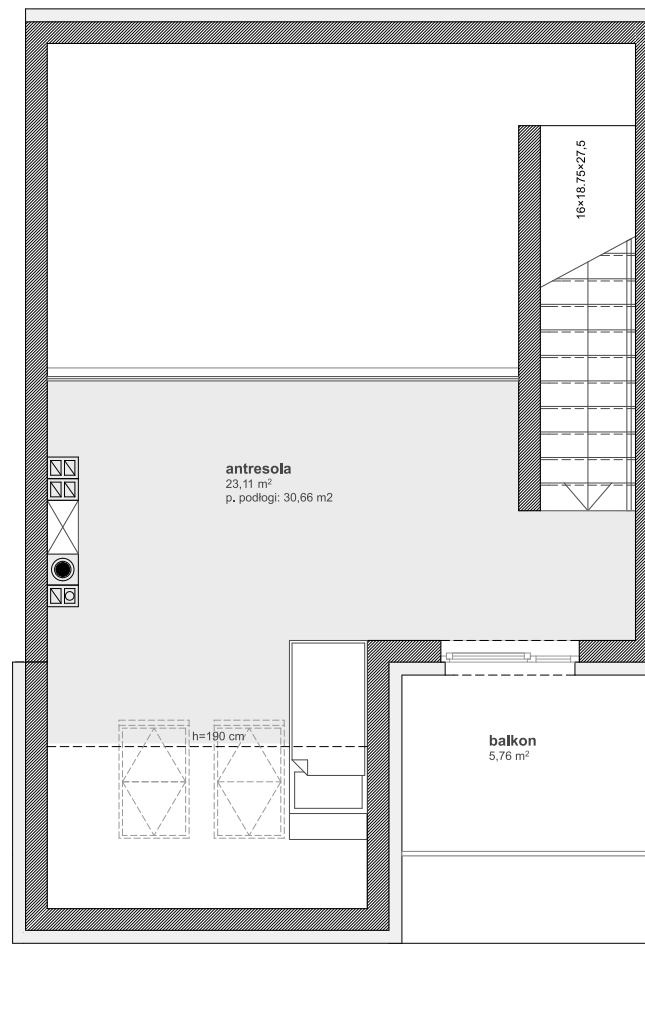 16×18.75×27,5
antresola
23,11 m²
p. podłogi: 30,66 m2
h=190 cm
balkon
5,76 m²